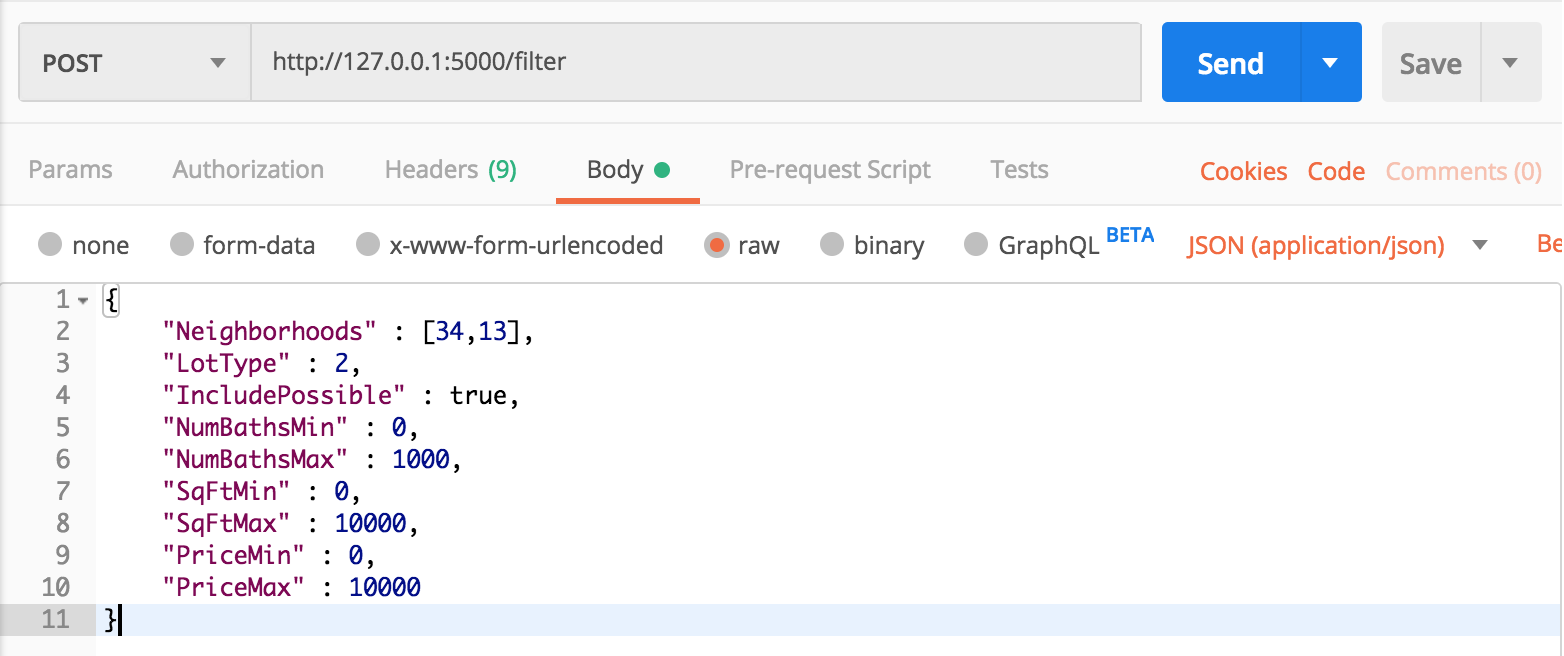 POST http://127.0.0.1:5000/filter Send Save
Params Authorization Headers (9) Body Pre-request Script Tests Cookies Code Comments (0)
none form-data x-www-form-urlencoded raw binary GraphQL BETA JSON (application/json) Be
1 {
2 "Neighborhoods" : [34,13],
3 "LotType" : 2,
4 "IncludePossible" : true,
5 "NumBathsMin" : 0,
6 "NumBathsMax" : 1000,
7 "SqFtMin" : 0,
8 "SqFtMax" : 10000,
9 "PriceMin" : 0,
10 "PriceMax" : 10000
11 }